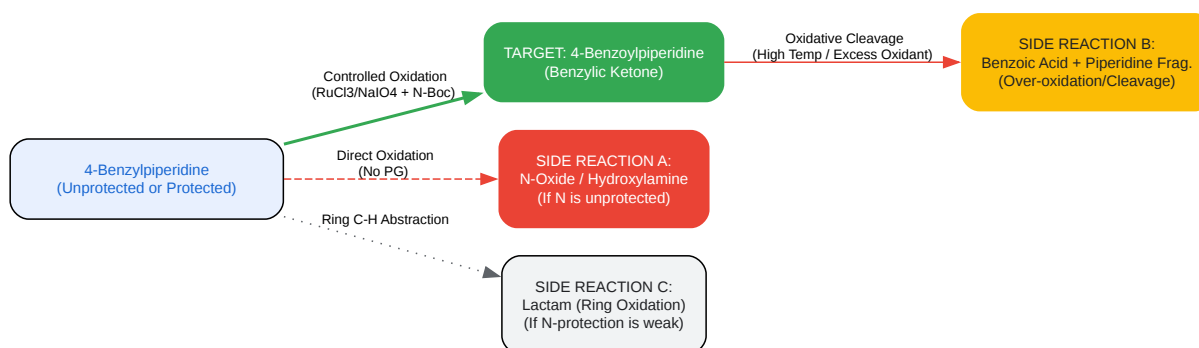 4-Benzylpiperidine
(Unprotected or Protected)
Controlled Oxidation
(RuCl3/NaIO4 + N-Boc)
TARGET: 4-Benzoylpiperidine
(Benzylic Ketone)
Oxidative Cleavage
(High Temp / Excess Oxidant)
SIDE REACTION B:
Benzoic Acid + Piperidine Frag.
(Over-oxidation/Cleavage)
Direct Oxidation
(No PG)
SIDE REACTION A:
N-Oxide / Hydroxylamine
(If N is unprotected)
Ring C-H Abstraction
SIDE REACTION C:
Lactam (Ring Oxidation)
(If N-protection is weak)